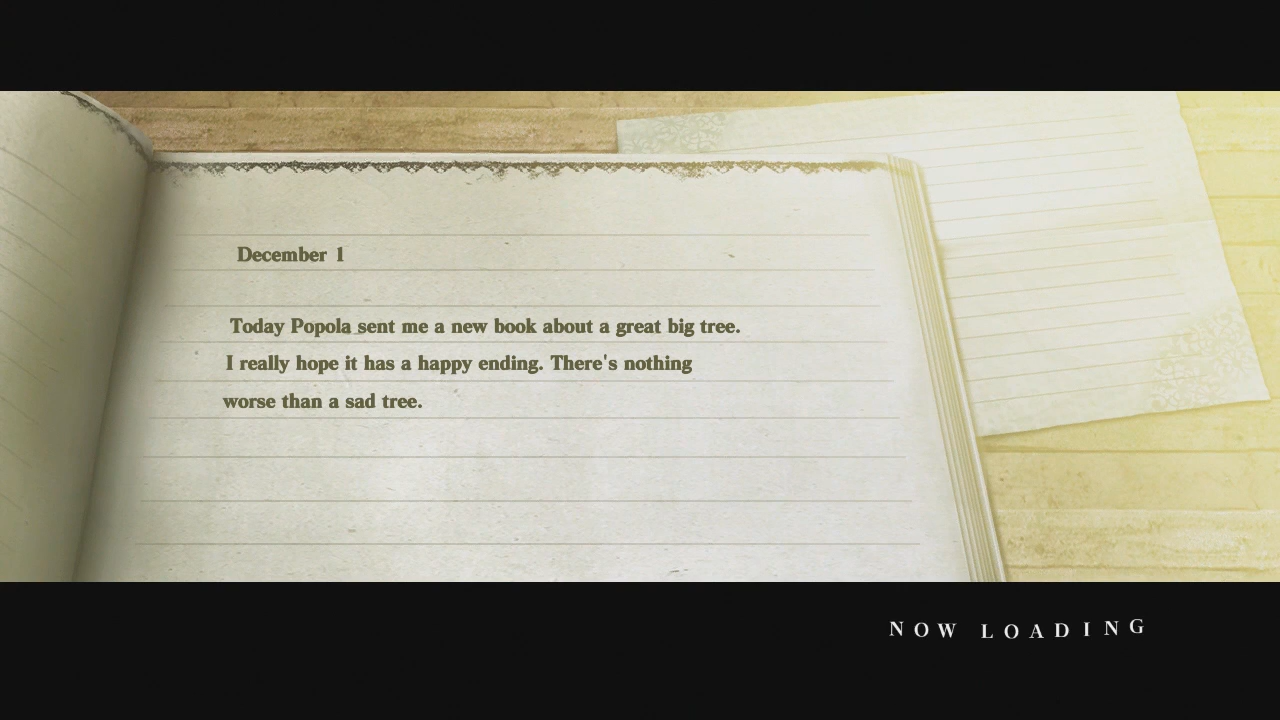 December 1
Today Popola sent me a new book about a great big tree.
I really hope it has a happy ending. There's nothing
worse than a sad tree.
NOW LOADING